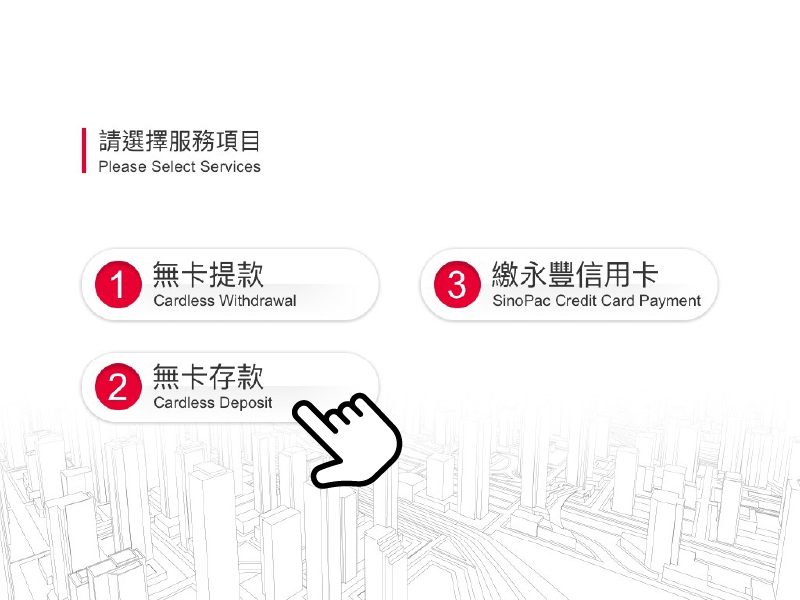 請選擇服務項目
Please Select Services
1 無卡提款
Cardless Withdrawal
3 繳永豐信用卡
SinoPac Credit Card Payment
2 無卡存款
Cardless Deposit